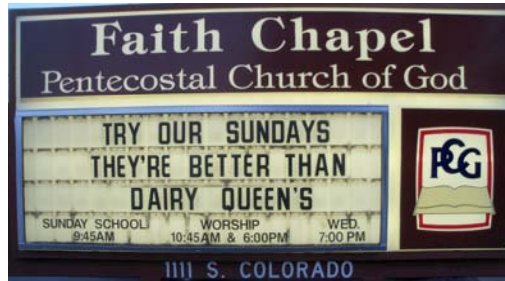 Faith Chapel
Pentecostal Church of God
TRY OUR SUNDAYS
THEY'RE BETTER THAN
DAIRY QUEEN'S
PCG
SUNDAY SCHOOL WORSHIP WED.
9:45AM 10:45AM & 6:00PM 7:00 PM
1111 S. COLORADO